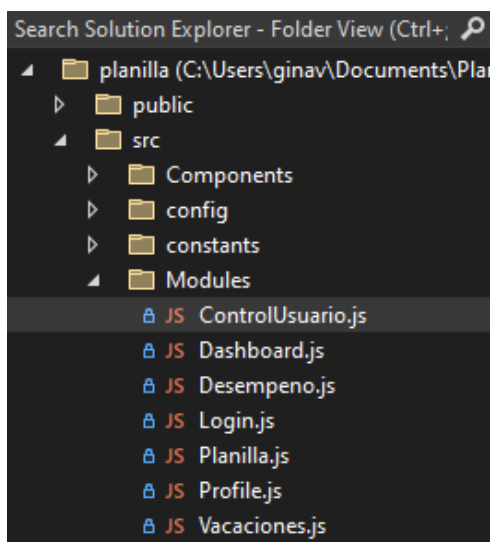 Search Solution Explorer - Folder View (Ctrl+;
planilla (C:\Users\ginav\Documents\Plan
public
src
Components
config
constants
Modules
JS ControlUsuario.js
JS Dashboard.js
JS Desempeno.js
JS Login.js
JS Planilla.js
JS Profile.js
JS Vacaciones.js